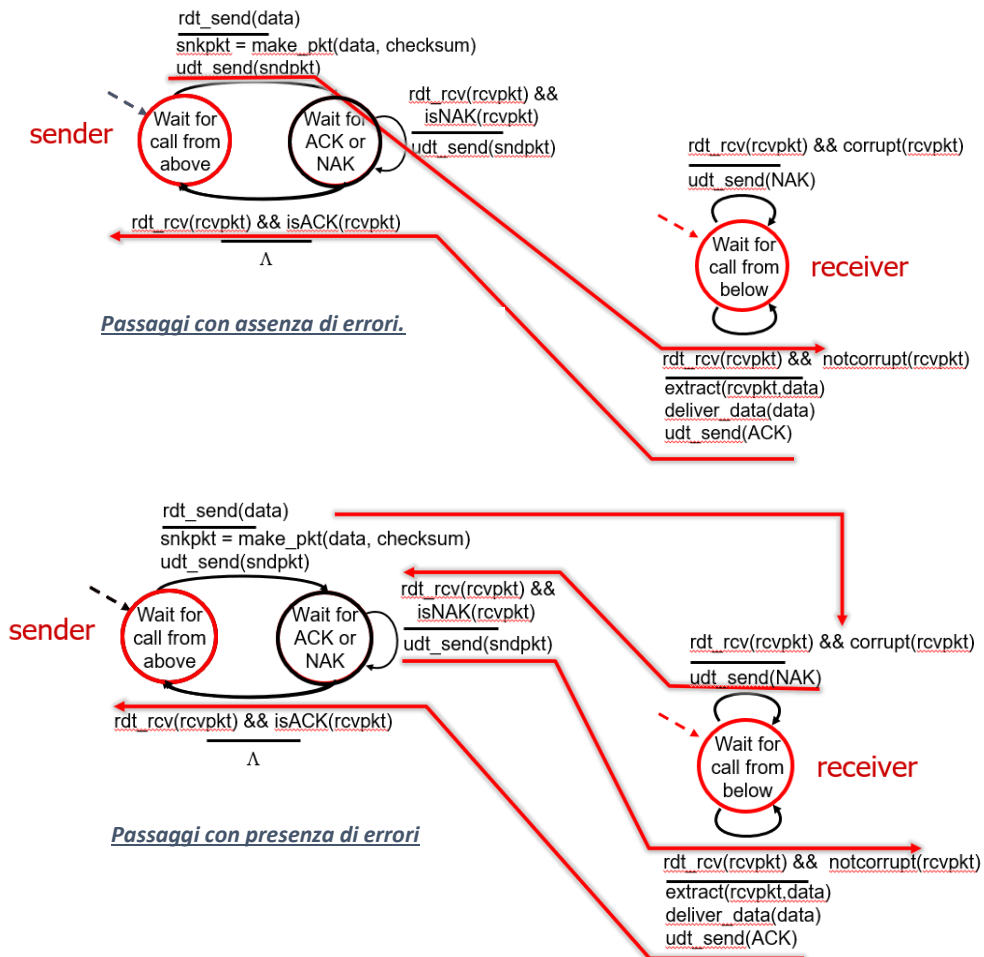 rdt_send(data)
snkpkt = make_pkt(data, checksum)
udt_send(sndpkt)
sender
Wait for
call from
above
Wait for
ACK or
NAK
rdt_rcv(rcvpkt) &&
isNAK(rcvpkt)
udt_send(sndpkt)
rdt_rcv(rcvpkt) && isACK(rcvpkt)
Λ
rdt_rcv(rcvpkt) && corrupt(rcvpkt)
udt_send(NAK)
Wait for
call from
below
receiver
Passaggi con assenza di errori.
rdt_rcv(rcvpkt) && notcorrupt(rcvpkt)
extract(rcvpkt,data)
deliver_data(data)
udt_send(ACK)
rdt_send(data)
snkpkt = make_pkt(data, checksum)
udt_send(sndpkt)
sender
Wait for
call from
above
Wait for
ACK or
NAK
rdt_rcv(rcvpkt) &&
isNAK(rcvpkt)
udt_send(sndpkt)
rdt_rcv(rcvpkt) && isACK(rcvpkt)
Λ
rdt_rcv(rcvpkt) && corrupt(rcvpkt)
udt_send(NAK)
Wait for
call from
below
receiver
Passaggi con presenza di errori
rdt_rcv(rcvpkt) && notcorrupt(rcvpkt)
extract(rcvpkt,data)
deliver_data(data)
udt_send(ACK)